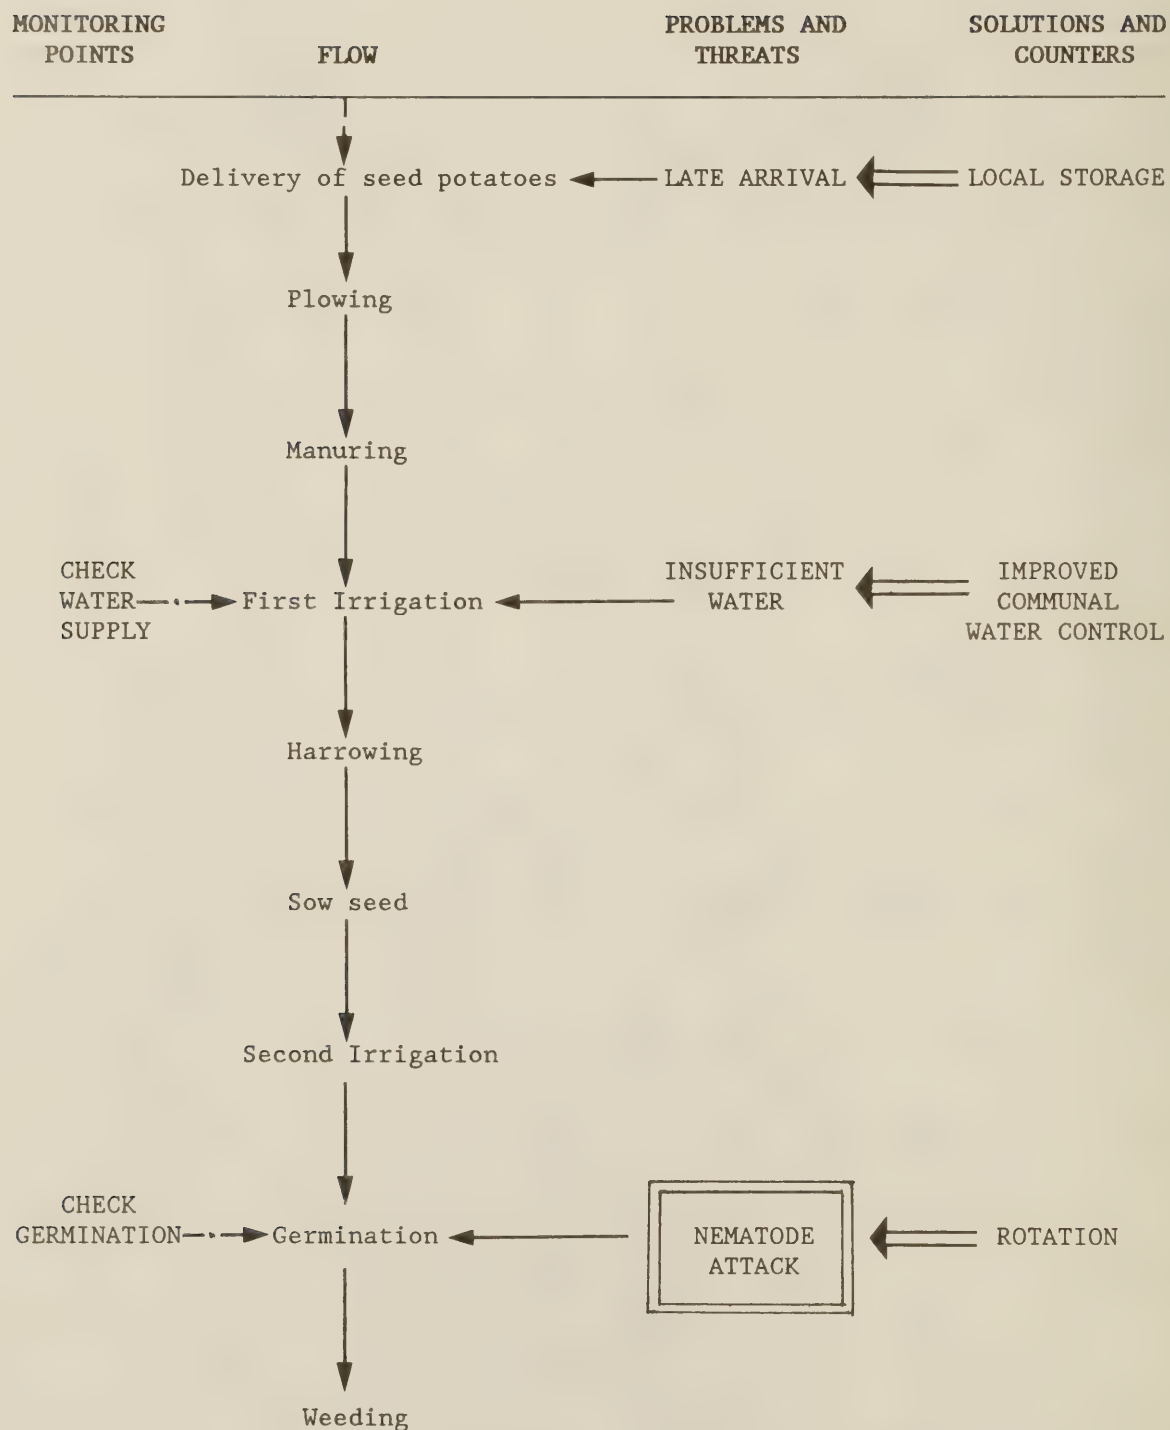 MONITORING POINTS
FLOW
PROBLEMS AND THREATS
SOLUTIONS AND COUNTERS
Delivery of seed potatoes
LATE ARRIVAL
LOCAL STORAGE
Plowing
Manuring
CHECK
WATER
SUPPLY
First Irrigation
INSUFFICIENT
WATER
IMPROVED
COMMUNAL
WATER CONTROL
Harrowing
Sow seed
Second Irrigation
CHECK
GERMINATION
Germination
NEMATODE
ATTACK
ROTATION
Weeding